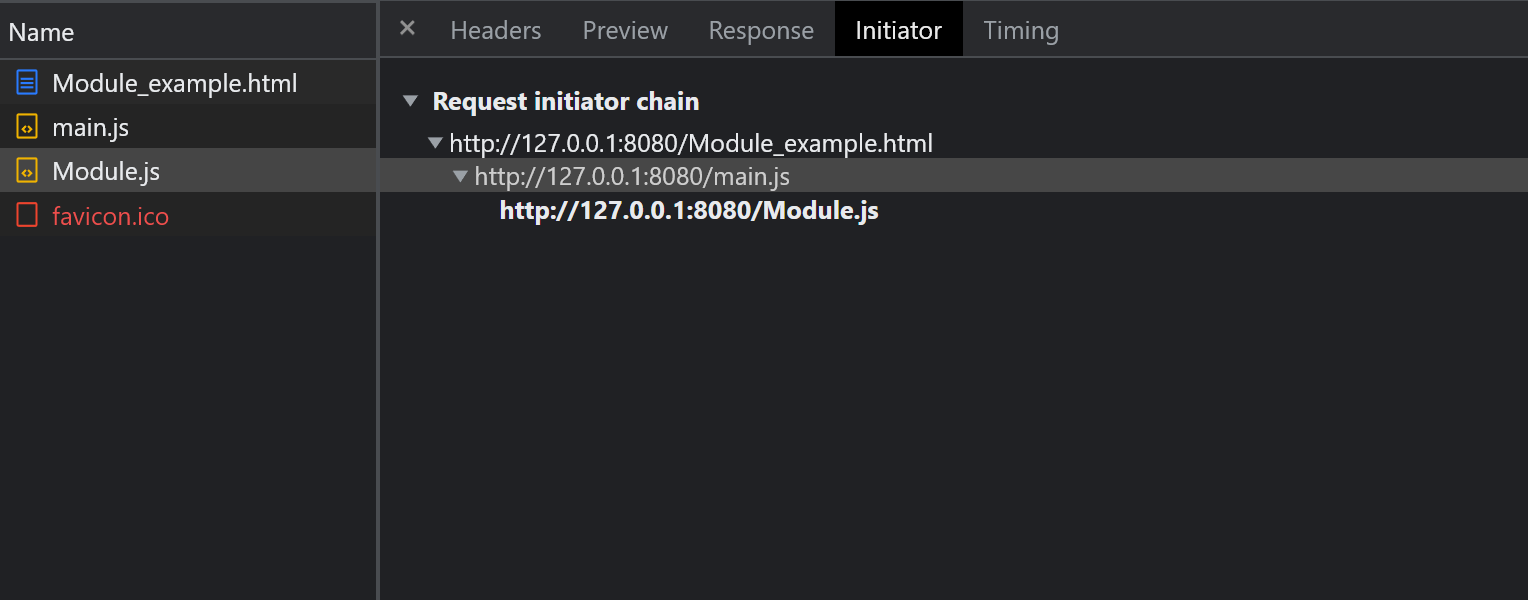 Name
Module_example.html
main.js
Module.js
favicon.ico
× Headers Preview Response Initiator Timing
Request initiator chain
http://127.0.0.1:8080/Module_example.html
http://127.0.0.1:8080/main.js
http://127.0.0.1:8080/Module.js